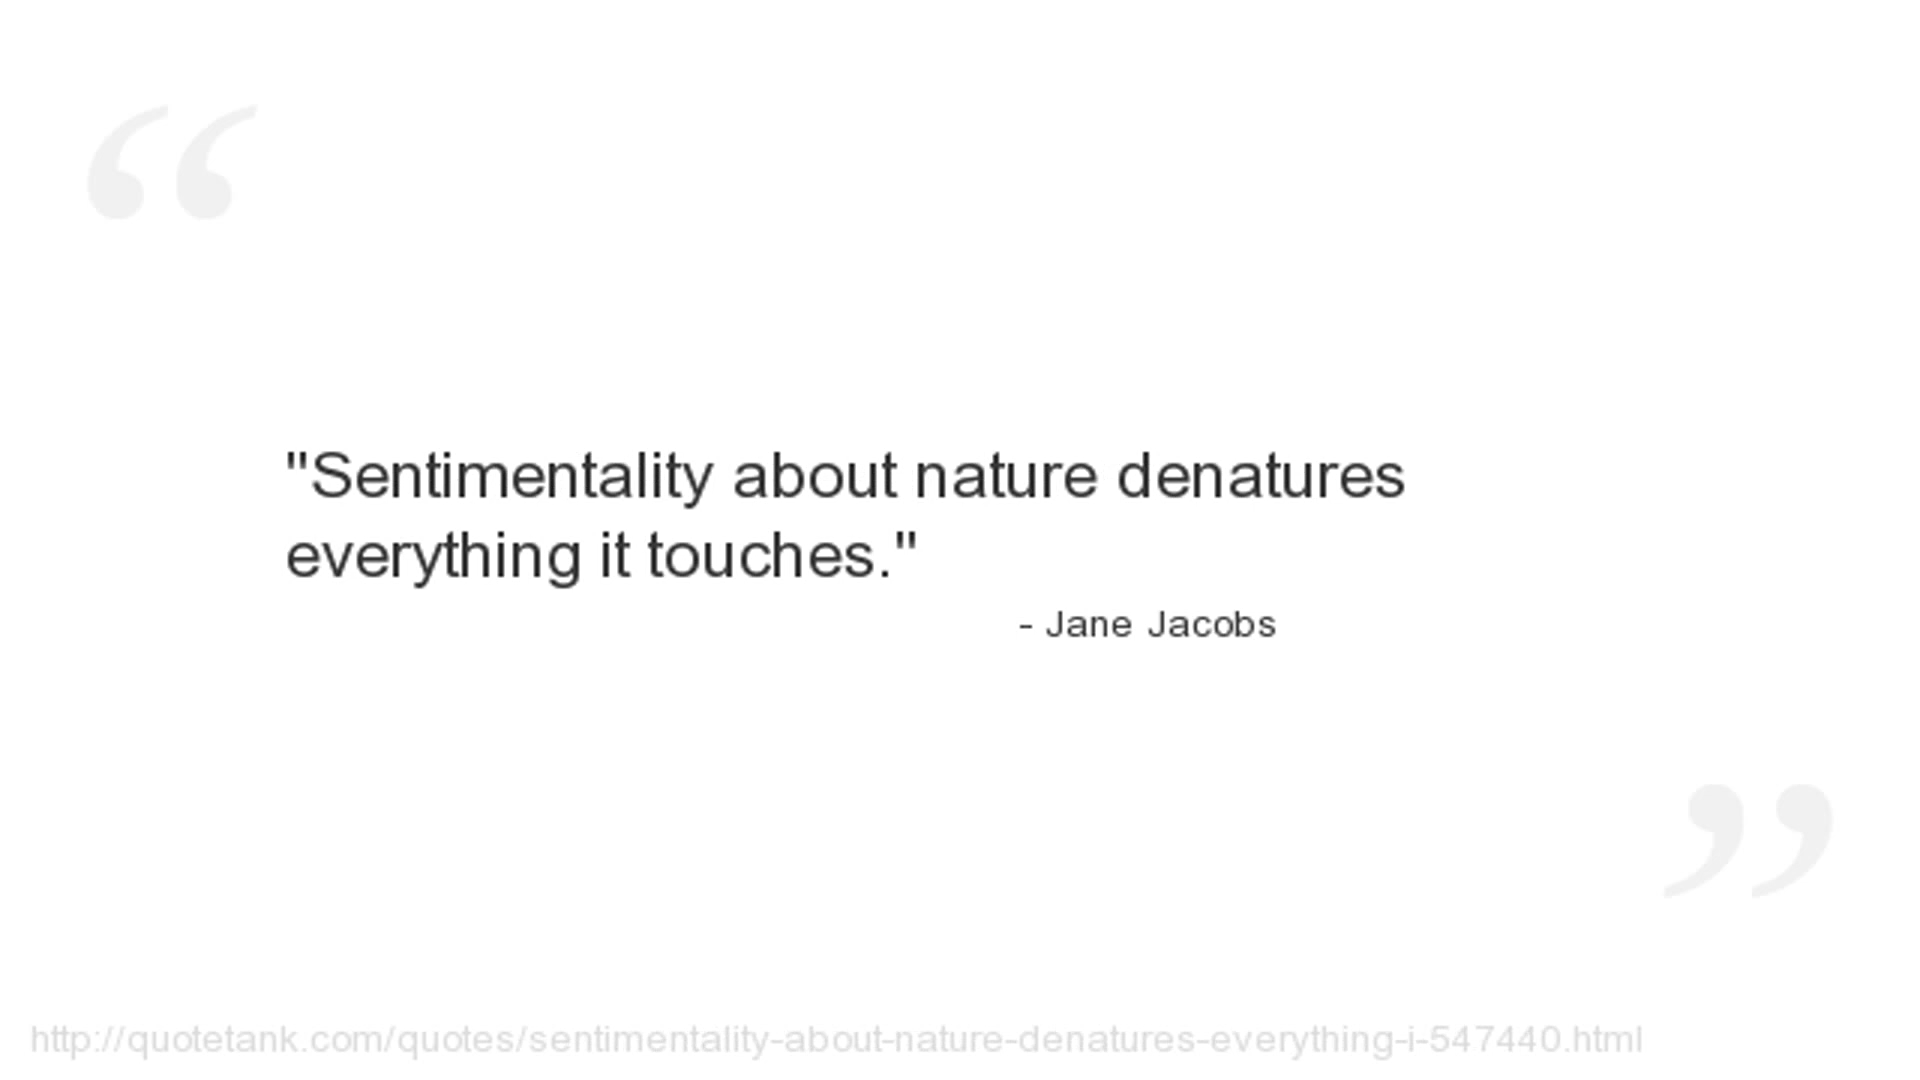 "Sentimentality about nature denatures
everything it touches."
- Jane Jacobs
http://quotetank.com/quotes/sentimentality-about-nature-denatures-everything-i-547440.html